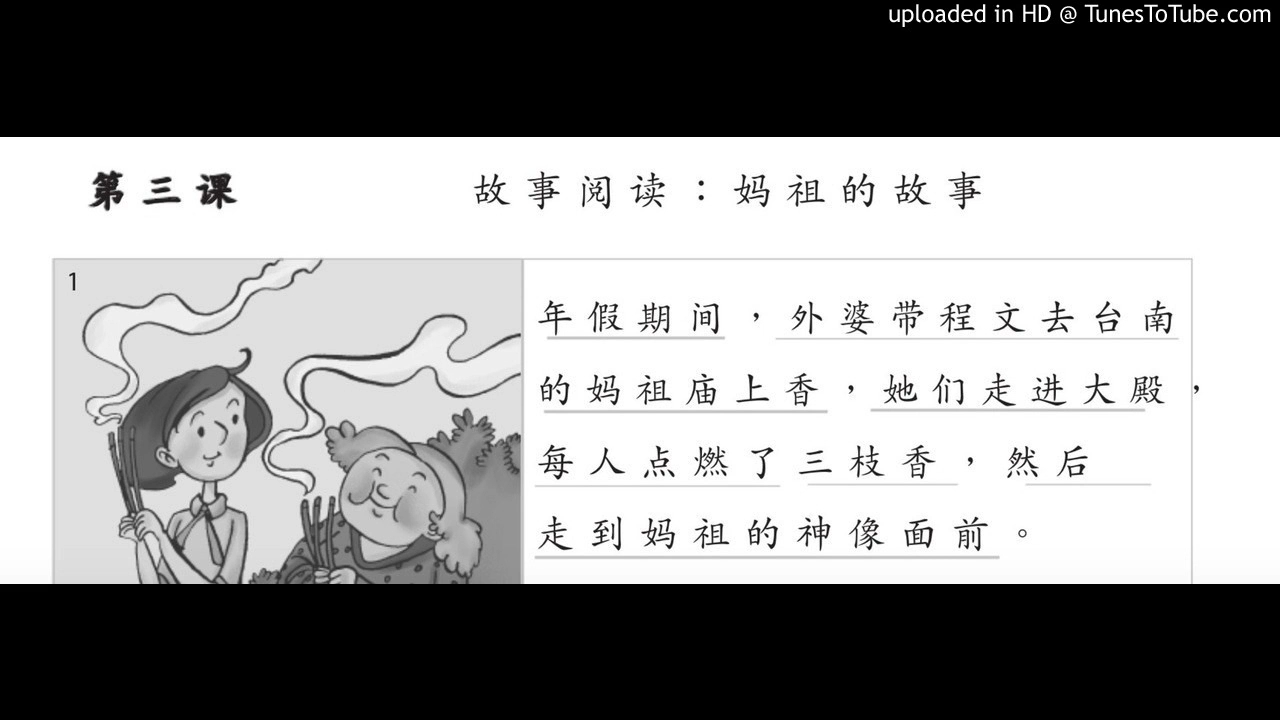 uploaded in HD @ TunesToTube.com
第三课 故事阅读：妈祖的故事
1
年假期间，外婆带程文去台南
的妈祖庙上香，她们走进大殿，
每人点燃了三枝香，然后
走到妈祖的神像面前。